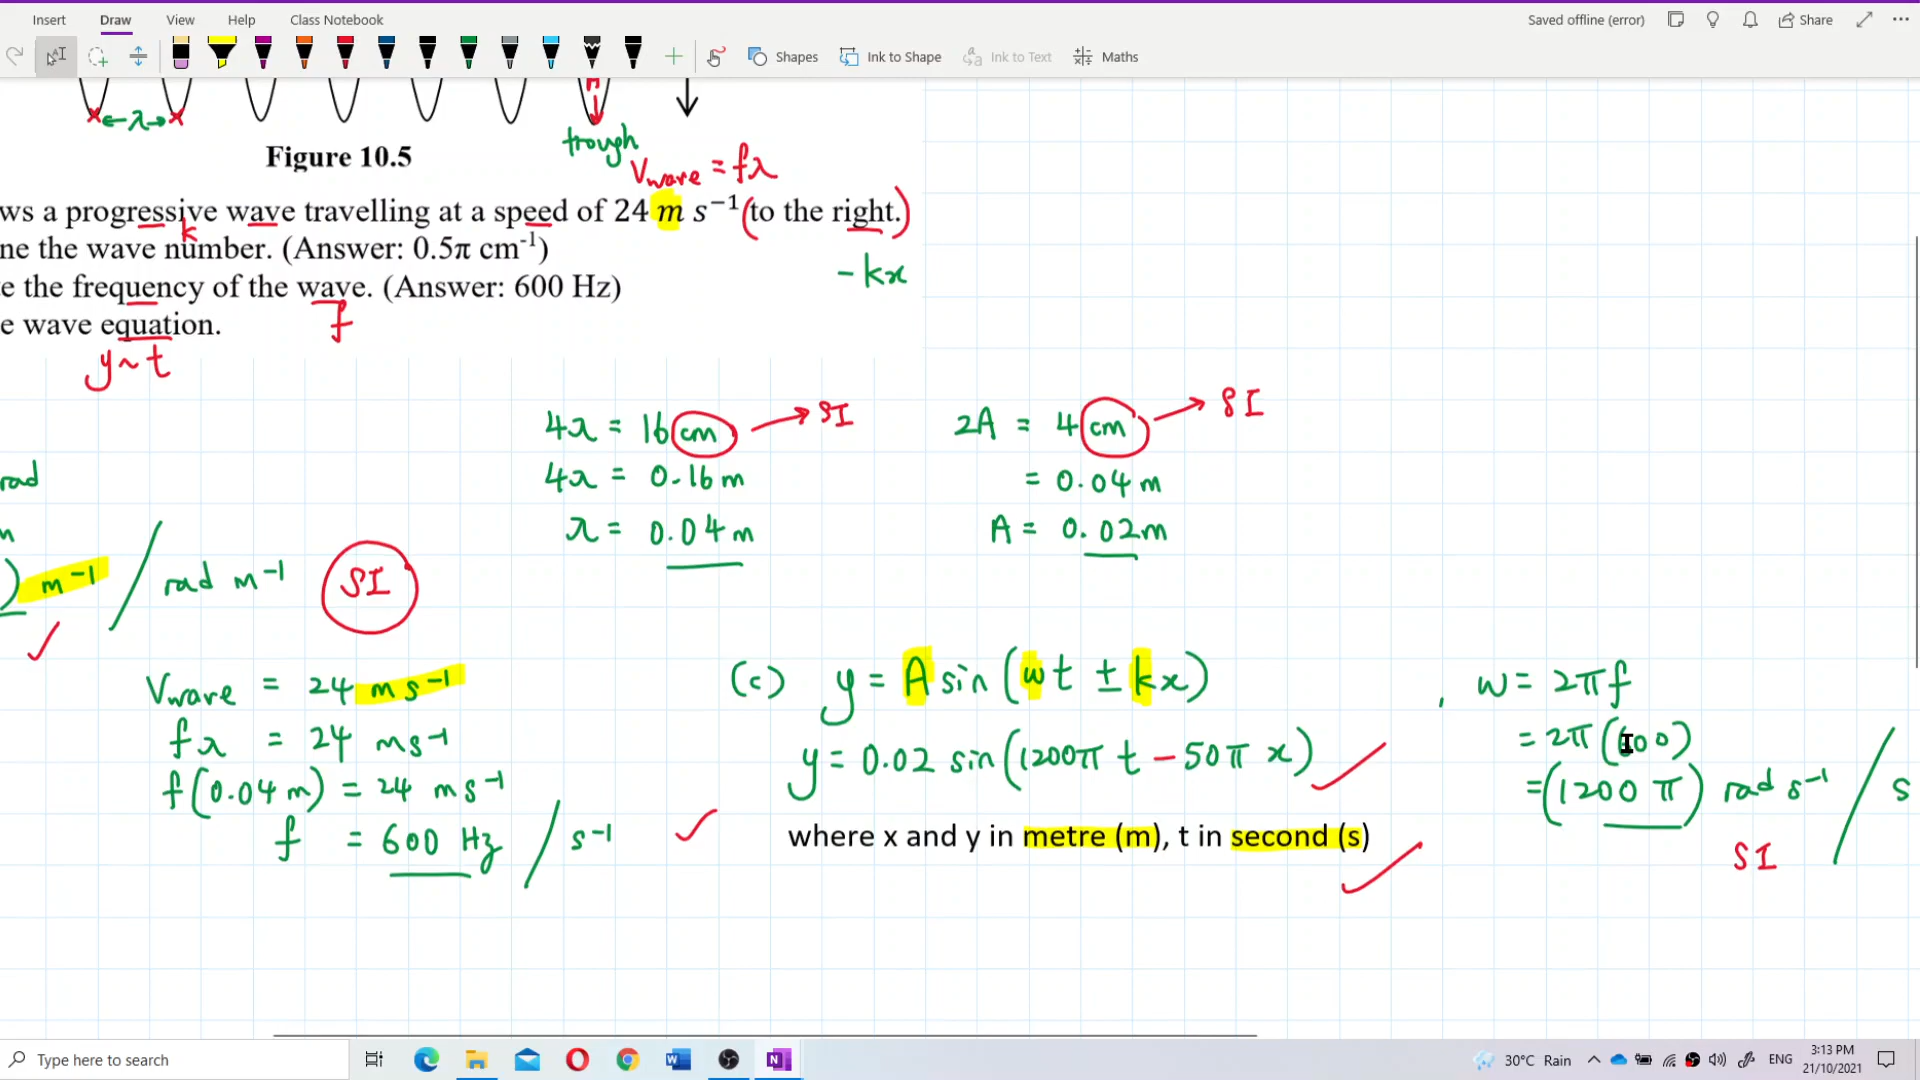 Insert Draw View Help Class Notebook Saved offline (error) Share
Shapes Ink to Shape Ink to Text Maths
x ← λ → x
trough
Figure 10.5
Vwave = fλ
ws a progressive wave travelling at a speed of 24 m s⁻¹ (to the right.)
k
ne the wave number. (Answer: 0.5π cm⁻¹)
- kx
e the frequency of the wave. (Answer: 600 Hz)
f
e wave equation.
y ~ t
4λ = 16 cm → SI
4λ = 0.16 m
λ = 0.04 m
2A = 4 cm → SI
= 0.04 m
A = 0.02 m
rad
) m⁻¹ / rad m⁻¹ SI
Vwave = 24 m s⁻¹
fλ = 24 ms⁻¹
f(0.04 m) = 24 ms⁻¹
f = 600 Hz / s⁻¹
(c) y = A sin (ωt ± kx)
y = 0.02 sin (1200π t - 50π x)
where x and y in metre (m), t in second (s)
, ω = 2πf
= 2π (600)
= (1200 π) rad s⁻¹ / s
SI
Type here to search 30°C Rain ENG 3:13 PM
21/10/2021